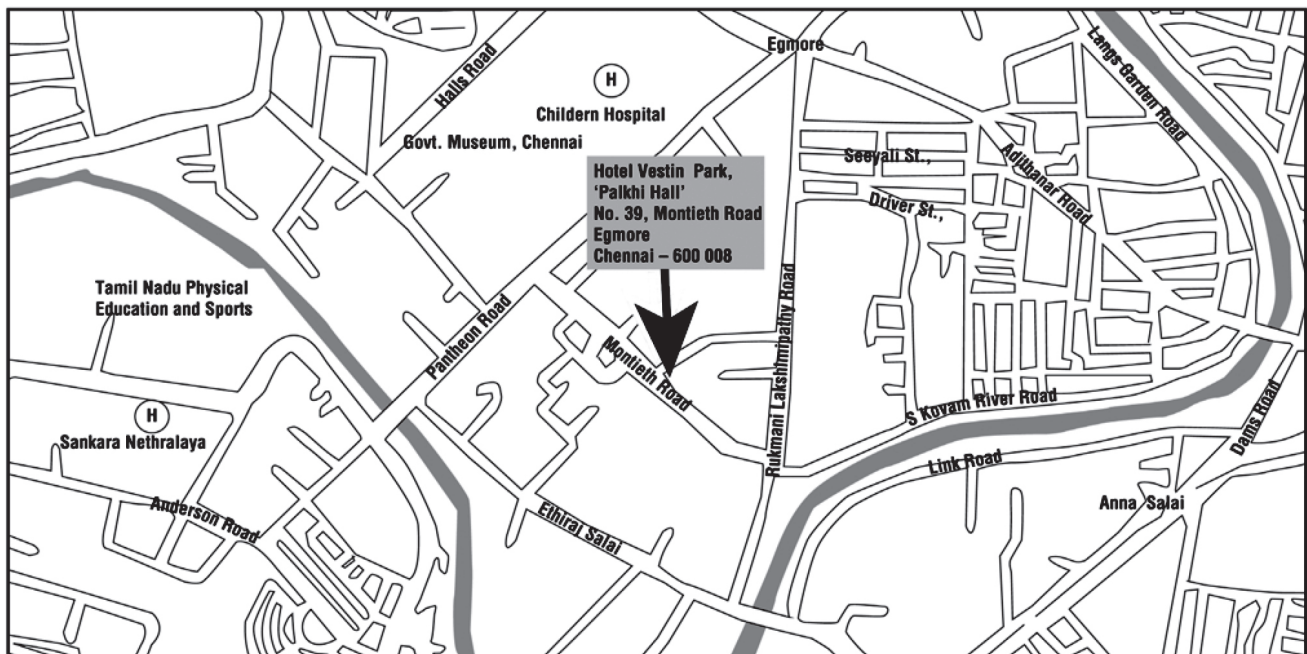 Egmore
Langs Garden Road
Halls Road
H
Childern Hospital
Govt. Museum, Chennai
Seeyali St.,
Adjithanar Road
Hotel Vestin Park,
'Palkhi Hall'
No. 39, Montieth Road
Egmore
Chennai – 600 008
Driver St.,
Tamil Nadu Physical
Education and Sports
Pantheon Road
Rukmani Lakshmipathy Road
Montieth Road
H
Sankara Nethralaya
S Kovam River Road
Dams Road
Link Road
Anderson Road
Ethiraj Salai
Anna Salai